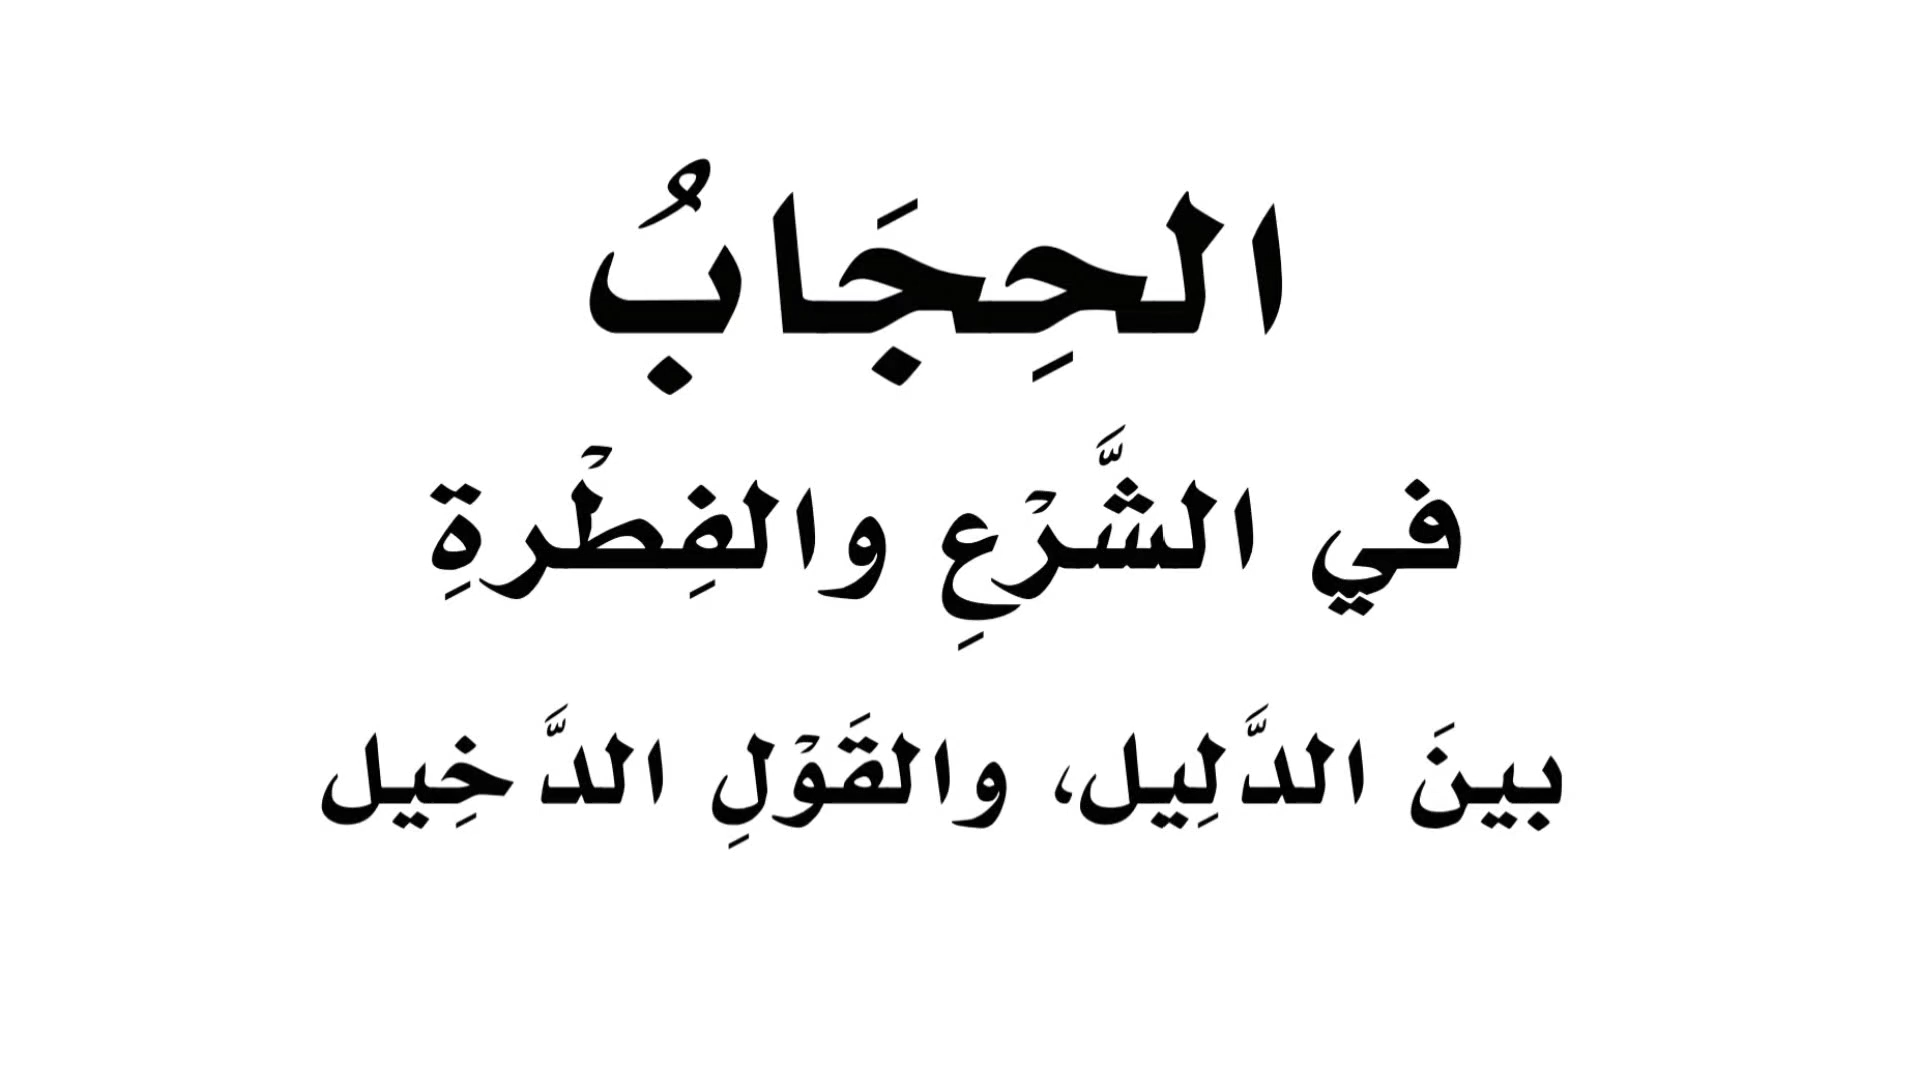 الحِجَابُ
في الشَّرْعِ والفِطْرةِ
بينَ الدَّلِيل، والقَوْلِ الدَّخِيل